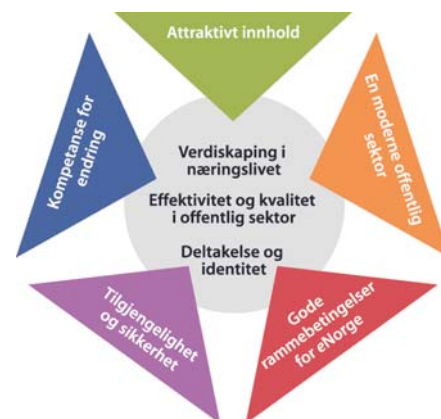 Attraktivt innhold
Kompetanse for
endring
En moderne offentlig
sektor
Verdiskaping i
næringslivet
Effektivitet og kvalitet
i offentlig sektor
Deltakelse og
identitet
Tilgjengelighet
og sikkerhet
Gode
rammebetingelser
for eNorge